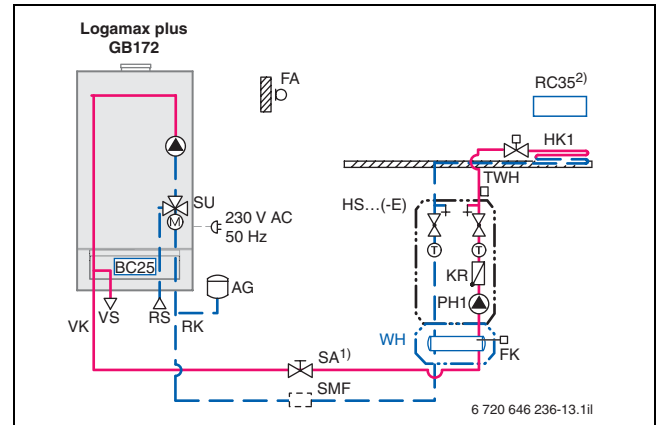 Logamax plus
GB172
FA
RC35²⁾
HK1
TWH
SU
HS...(-E)
M
230 V AC
50 Hz
T T
BC25
AG
KR
PH1
VK VS RS RK
WH
FK
SA¹⁾
SMF
6 720 646 236-13.1il